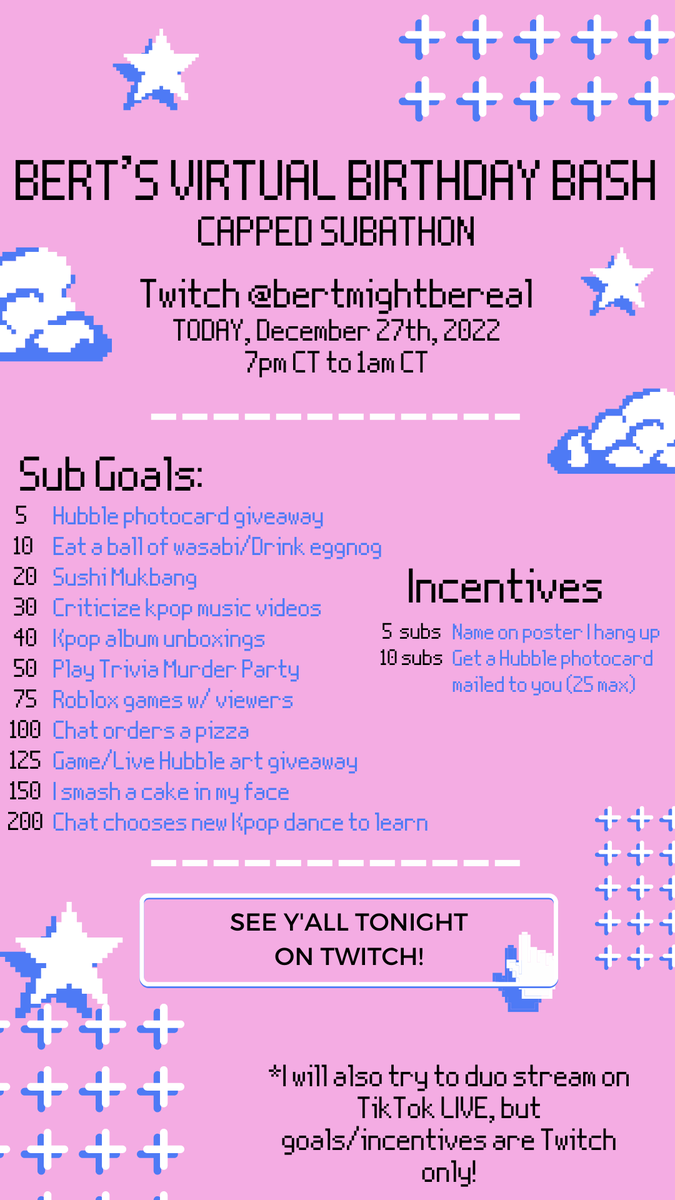 BERT'S VIRTUAL BIRTHDAY BASH
CAPPED SUBATHON
Twitch @bertmightbereal
TODAY, December 27th, 2022
7pm CT to 1am CT
Sub Goals:
5 Hubble photocard giveaway
10 Eat a ball of wasabi/Drink eggnog
20 Sushi Mukbang
30 Criticize kpop music videos
40 Kpop album unboxings
50 Play Trivia Murder Party
75 Roblox games w/ viewers
100 Chat orders a pizza
125 Game/Live Hubble art giveaway
150 I smash a cake in my face
200 Chat chooses new Kpop dance to learn
Incentives
5 subs Name on poster I hang up
10 subs Get a Hubble photocard
mailed to you (25 max)
SEE Y'ALL TONIGHT
ON TWITCH!
*I will also try to duo stream on
TikTok LIVE, but
goals/incentives are Twitch
only!